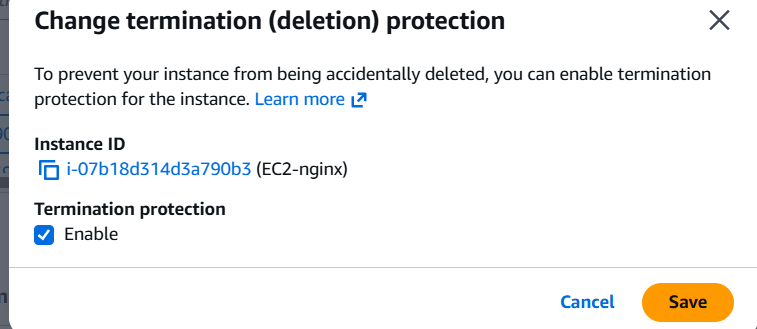 Change termination (deletion) protection
To prevent your instance from being accidentally deleted, you can enable termination
protection for the instance. Learn more
Instance ID
i-07b18d314d3a790b3 (EC2-nginx)
Termination protection
Enable
Cancel Save